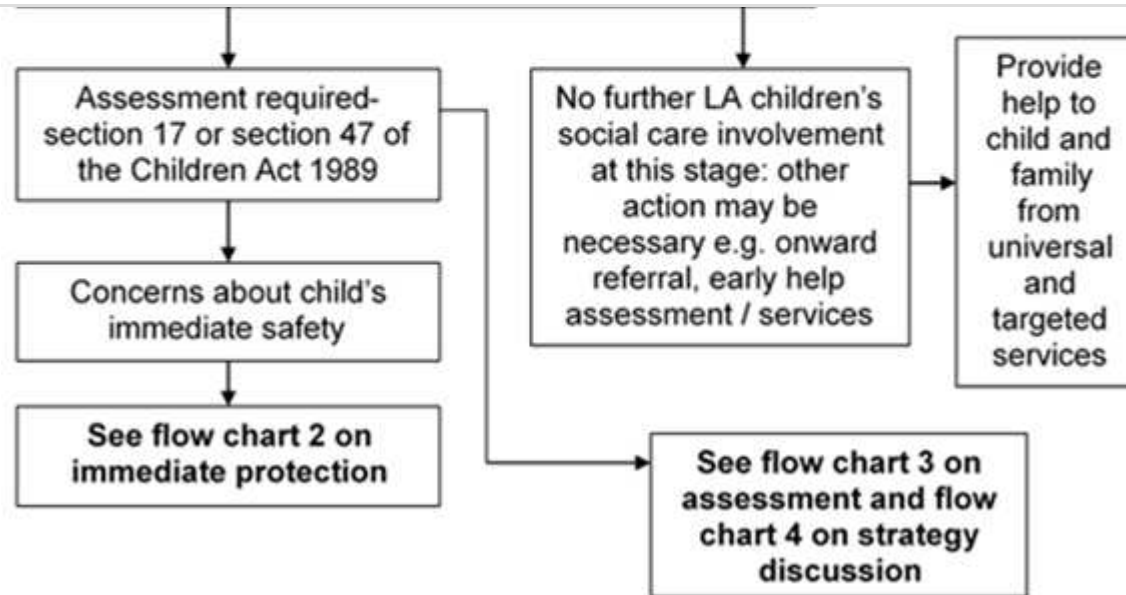 Assessment required-
section 17 or section 47 of
the Children Act 1989
No further LA children's
social care involvement
at this stage: other
action may be
necessary e.g. onward
referral, early help
assessment / services
Provide
help to
child and
family
from
universal
and
targeted
services
Concerns about child's
immediate safety
See flow chart 2 on
immediate protection
See flow chart 3 on
assessment and flow
chart 4 on strategy
discussion